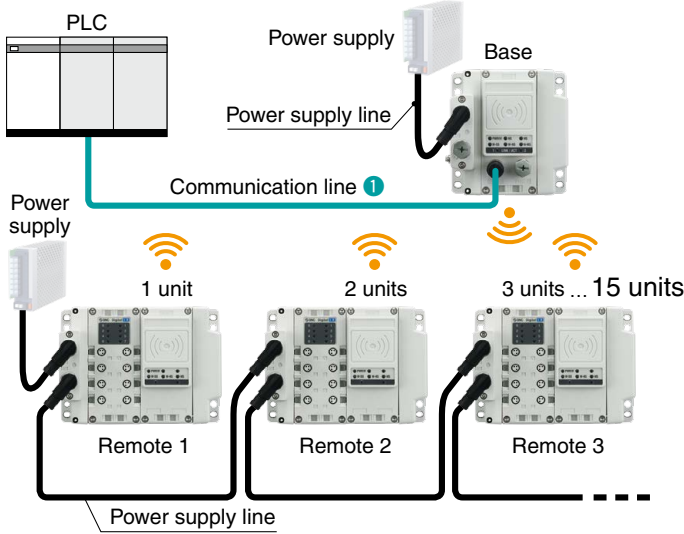 PLC
Power supply
Base
Power supply line
Communication line ❶
Power
supply
1 unit
2 units
3 units ... 15 units
Remote 1
Remote 2
Remote 3
Power supply line